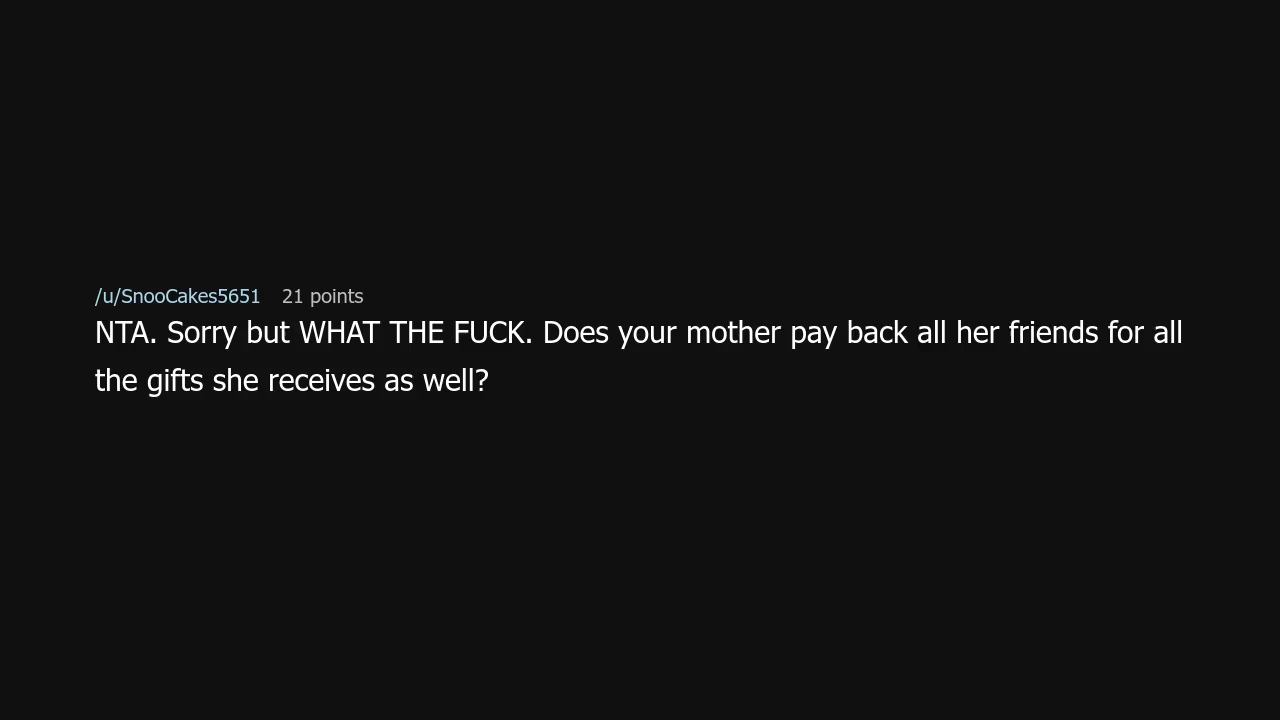 /u/SnooCakes5651 21 points
NTA. Sorry but WHAT THE FUCK. Does your mother pay back all her friends for all
the gifts she receives as well?